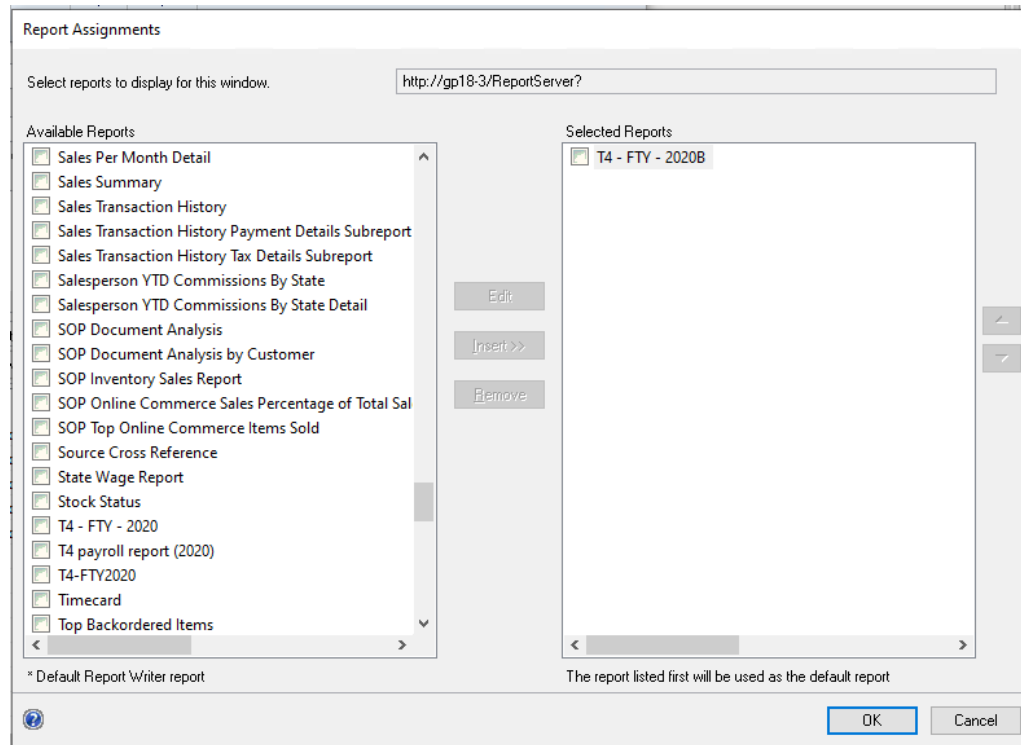 Report Assignments
Select reports to display for this window.
http://gp18-3/ReportServer?
Available Reports
Sales Per Month Detail
Sales Summary
Sales Transaction History
Sales Transaction History Payment Details Subreport
Sales Transaction History Tax Details Subreport
Salesperson YTD Commissions By State
Salesperson YTD Commissions By State Detail
SOP Document Analysis
SOP Document Analysis by Customer
SOP Inventory Sales Report
SOP Online Commerce Sales Percentage of Total Sal
SOP Top Online Commerce Items Sold
Source Cross Reference
State Wage Report
Stock Status
T4 - FTY - 2020
T4 payroll report (2020)
T4-FTY2020
Timecard
Top Backordered Items
* Default Report Writer report
Edit
Insert >>
Remove
Selected Reports
T4 - FTY - 2020B
The report listed first will be used as the default report
OK
Cancel